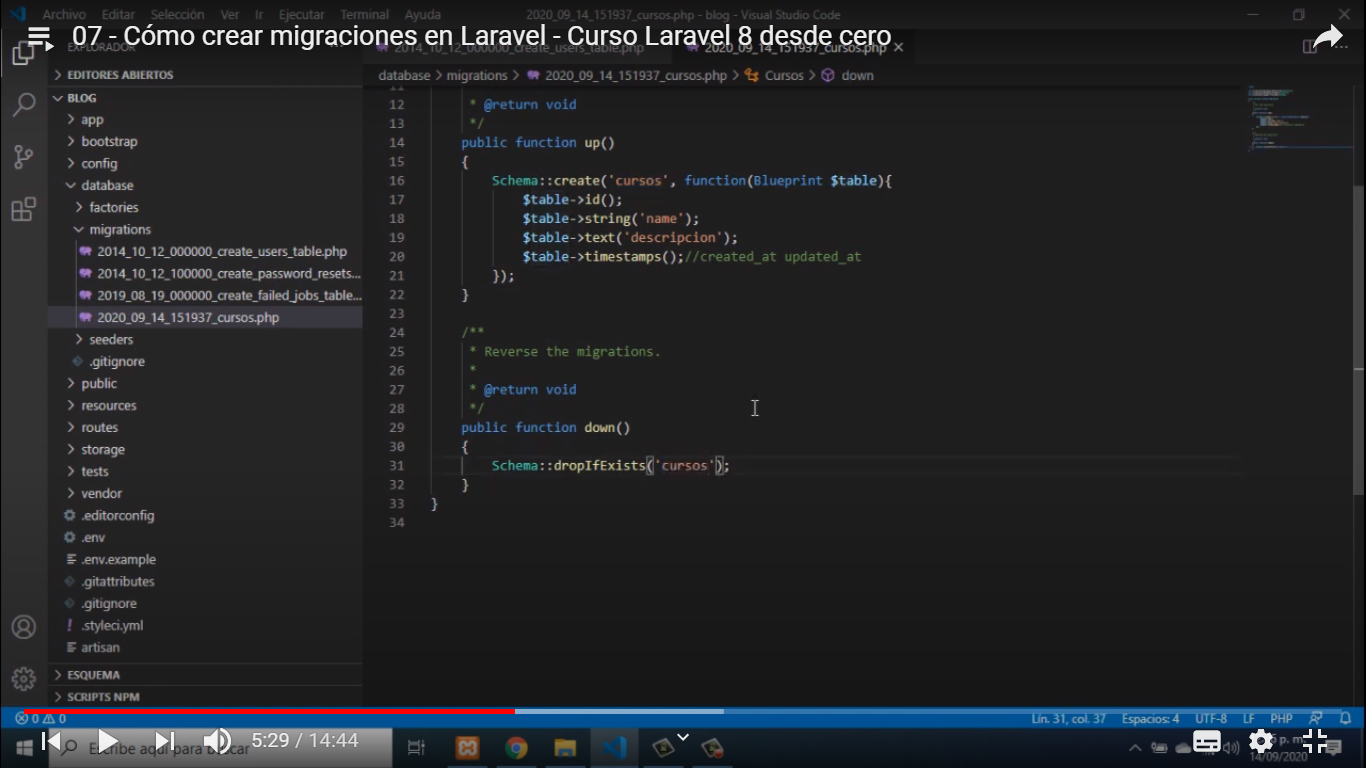 Archivo Editar Selección Ver Ir Ejecutar Terminal Ayuda 2020_09_14_151937_cursos.php - blog - Visual Studio Code
07 - Cómo crear migraciones en Laravel - Curso Laravel 8 desde cero
EXPLORADOR 2014_10_12_000000_create_users_table.php 2020_09_14_151937_cursos.php
EDITORES ABIERTOS
database > migrations > 2020_09_14_151937_cursos.php > Cursos > down
BLOG
app
bootstrap
config
database
factories
migrations
2014_10_12_000000_create_users_table.php
2014_10_12_100000_create_password_resets...
2019_08_19_000000_create_failed_jobs_table...
2020_09_14_151937_cursos.php
seeders
.gitignore
public
resources
routes
storage
tests
vendor
.editorconfig
.env
.env.example
.gitattributes
.gitignore
.styleci.yml
artisan
ESQUEMA
SCRIPTS NPM
11
12 * @return void
13 */
14 public function up()
15 {
16 Schema::create('cursos', function(Blueprint $table){
17 $table->id();
18 $table->string('name');
19 $table->text('descripcion');
20 $table->timestamps();//created_at updated_at
21 });
22 }
23
24 /**
25 * Reverse the migrations.
26 *
27 * @return void
28 */
29 public function down()
30 {
31 Schema::dropIfExists('cursos');
32 }
33 }
34
0 0 Lín. 31, col. 37 Espacios: 4 UTF-8 LF PHP
5:29 / 14:44
Escribe aquí para buscar
p. m.
14/09/2020